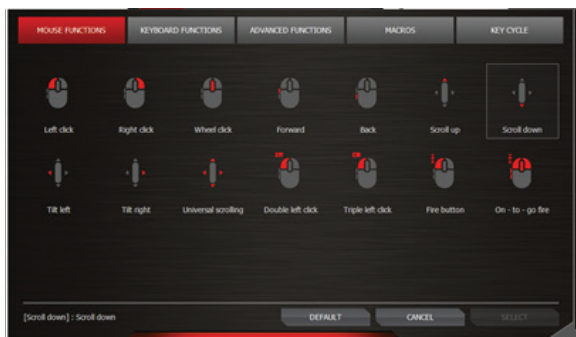 MOUSE FUNCTIONS KEYBOARD FUNCTIONS ADVANCED FUNCTIONS MACROS KEY CYCLE
Left click Right click Wheel click Forward Back Scroll up Scroll down
Tilt left Tilt right Universal scrolling Double left click Triple left click Fire button On - to - go fire
[Scroll down] : Scroll down DEFAULT CANCEL SELECT